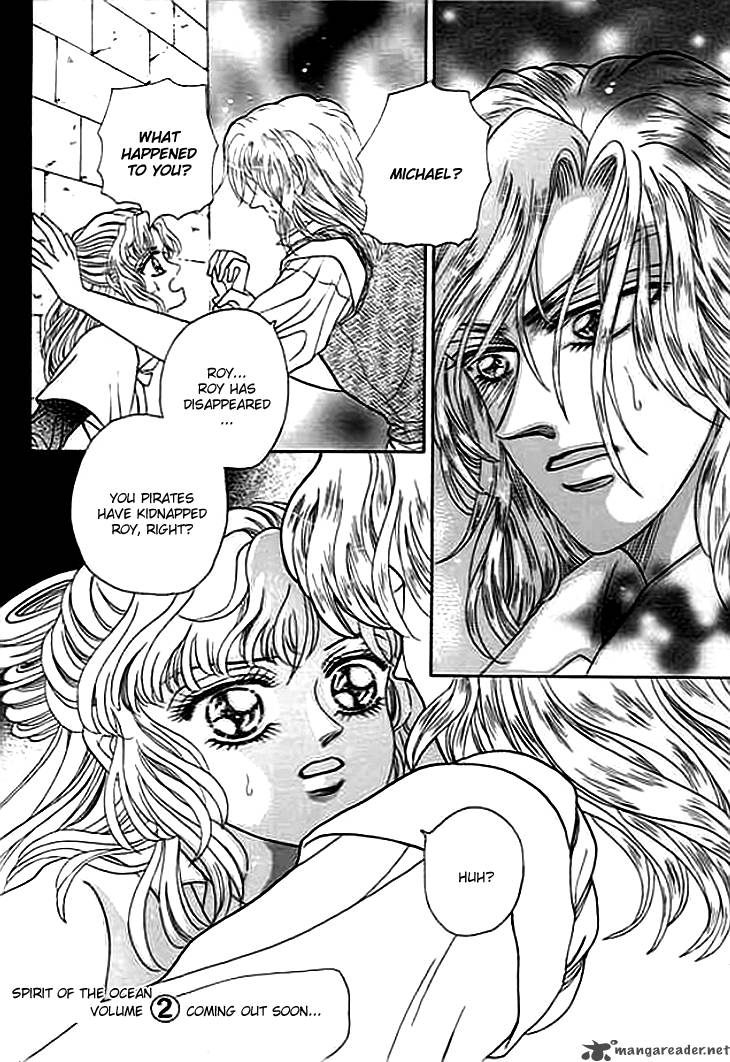 MICHAEL?
WHAT
HAPPENED
TO YOU?
ROY...
ROY HAS
DISAPPEARED
...
YOU PIRATES
HAVE KIDNAPPED
ROY, RIGHT?
HUH?
SPIRIT OF THE OCEAN
VOLUME 2 COMING OUT SOON...
mangareader.net